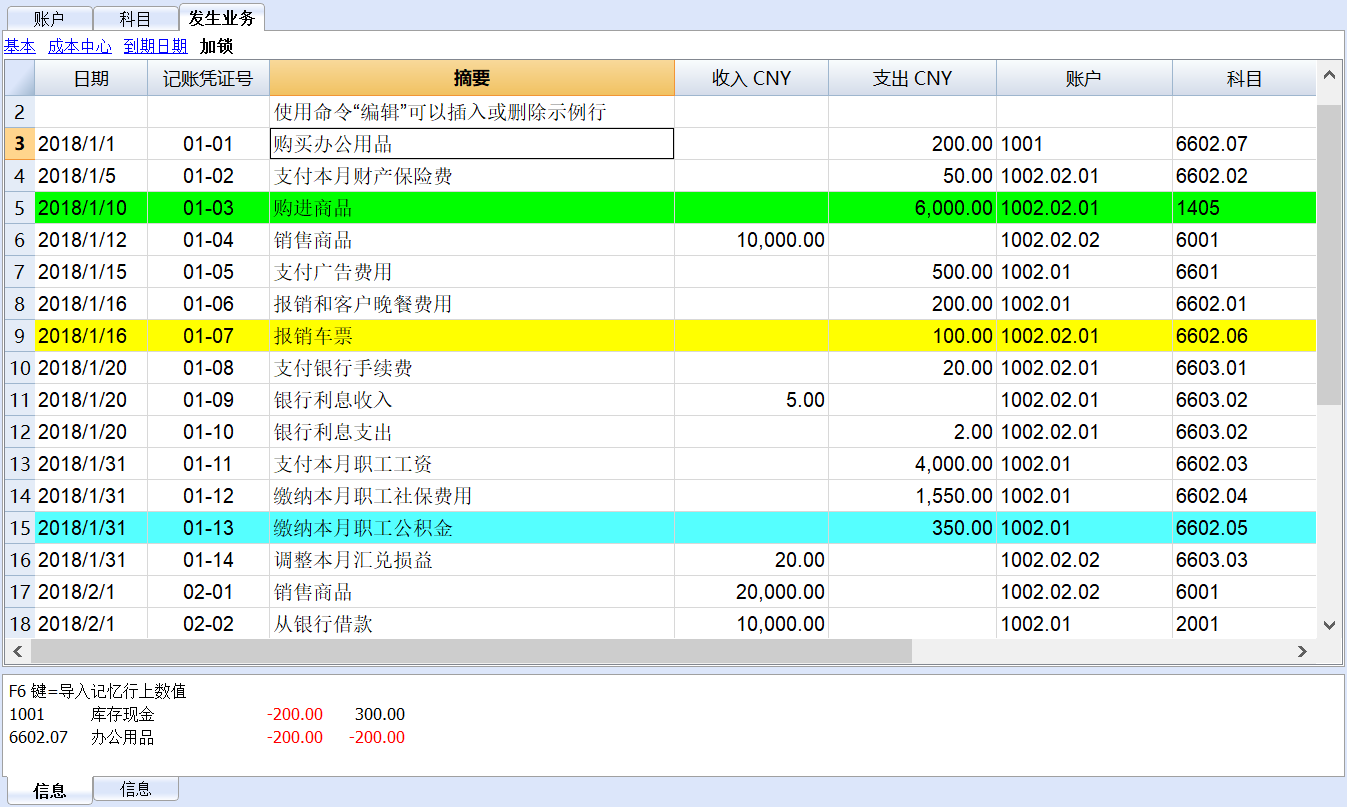 账户 科目 发生业务
基本 成本中心 到期日期 加锁
日期 记账凭证号 摘要 收入 CNY 支出 CNY 账户 科目
2 使用命令“编辑”可以插入或删除示例行
3 2018/1/1 01-01 购买办公用品 200.00 1001 6602.07
4 2018/1/5 01-02 支付本月财产保险费 50.00 1002.02.01 6602.02
5 2018/1/10 01-03 购进商品 6,000.00 1002.02.01 1405
6 2018/1/12 01-04 销售商品 10,000.00 1002.02.02 6001
7 2018/1/15 01-05 支付广告费用 500.00 1002.01 6601
8 2018/1/16 01-06 报销和客户晚餐费用 200.00 1002.01 6602.01
9 2018/1/16 01-07 报销车票 100.00 1002.02.01 6602.06
10 2018/1/20 01-08 支付银行手续费 20.00 1002.02.01 6603.01
11 2018/1/20 01-09 银行利息收入 5.00 1002.02.01 6603.02
12 2018/1/20 01-10 银行利息支出 2.00 1002.02.01 6603.02
13 2018/1/31 01-11 支付本月职工工资 4,000.00 1002.01 6602.03
14 2018/1/31 01-12 缴纳本月职工社保费用 1,550.00 1002.01 6602.04
15 2018/1/31 01-13 缴纳本月职工公积金 350.00 1002.01 6602.05
16 2018/1/31 01-14 调整本月汇兑损益 20.00 1002.02.02 6603.03
17 2018/2/1 02-01 销售商品 20,000.00 1002.02.02 6001
18 2018/2/1 02-02 从银行借款 10,000.00 1002.01 2001
F6 键=导入记忆行上数值
1001 库存现金 -200.00 300.00
6602.07 办公用品 -200.00 -200.00
信息 信息